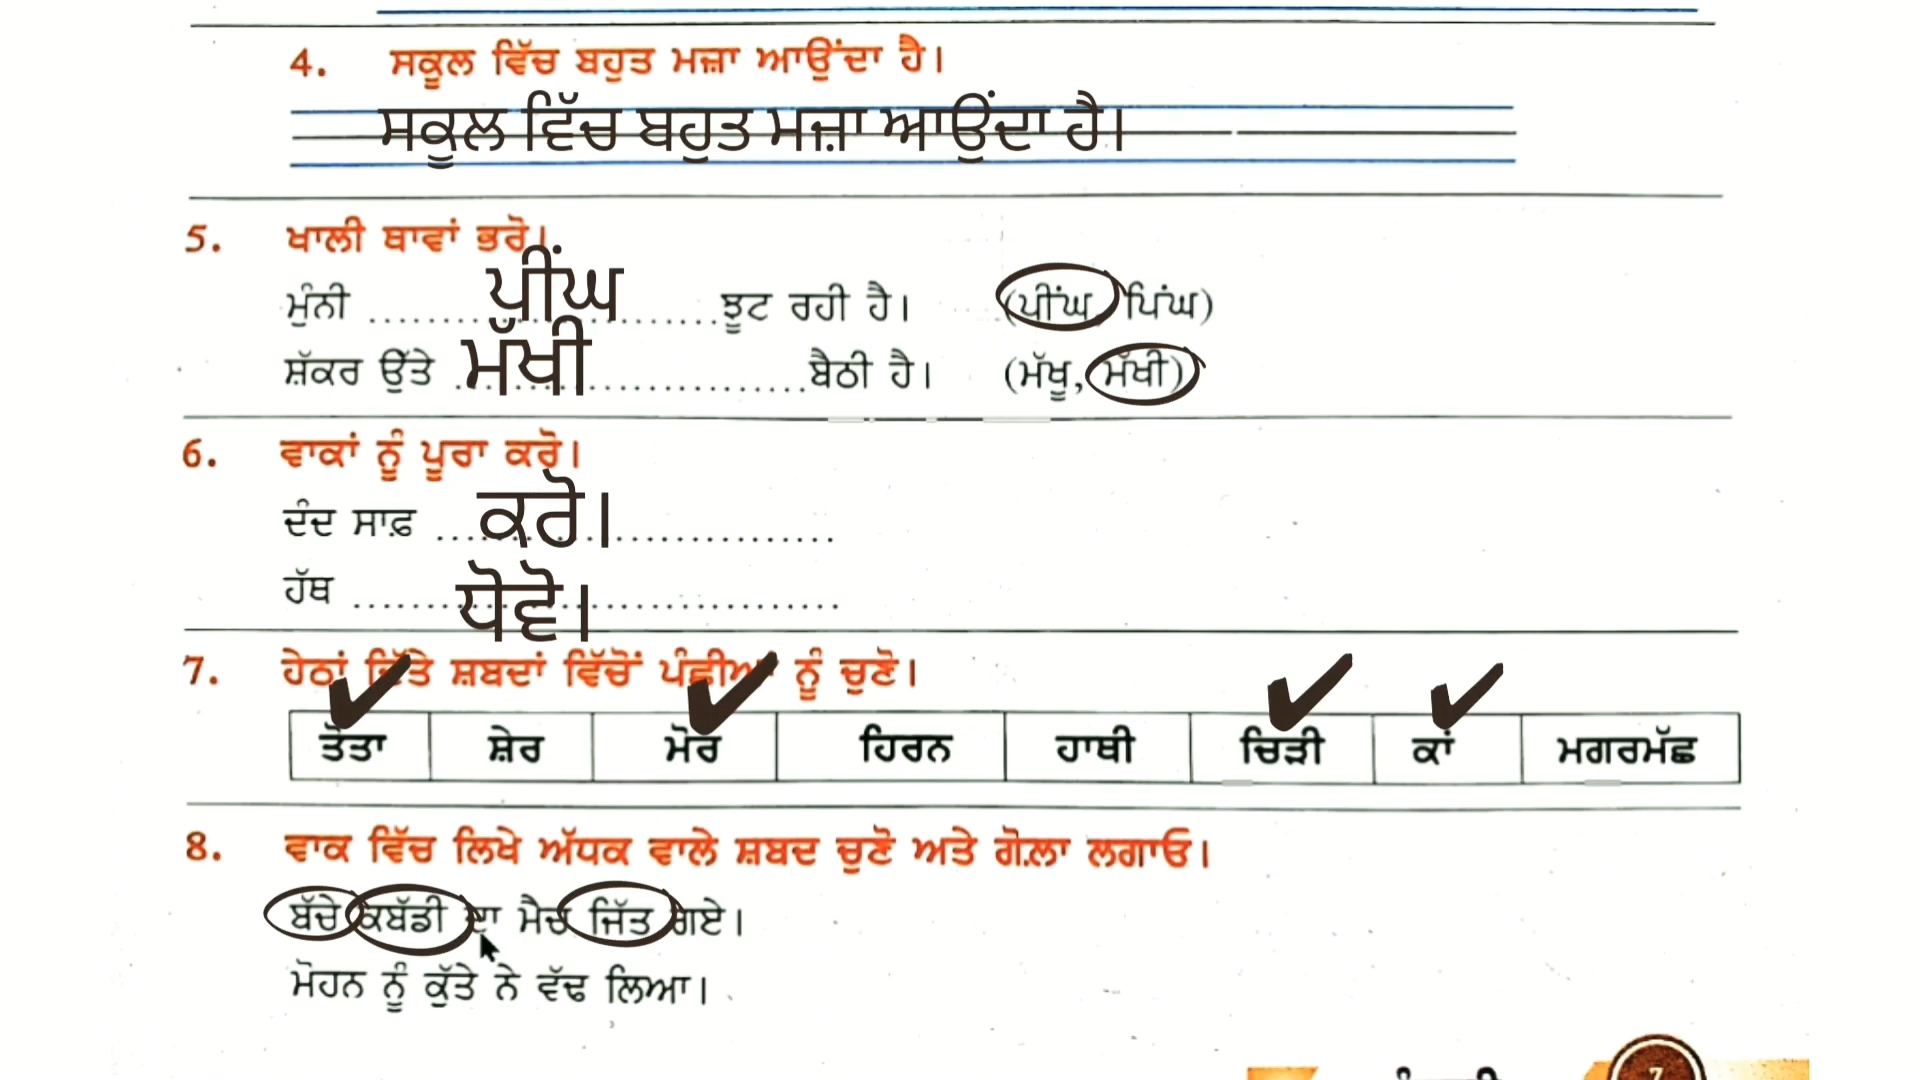 4. ਸਕੂਲ ਵਿੱਚ ਬਹੁਤ ਮਜ਼ਾ ਆਉਂਦਾ ਹੈ।
ਸਕੂਲ ਵਿੱਚ ਬਹੁਤ ਮਜ਼ਾ ਆਉਂਦਾ ਹੈ।
5. ਖਾਲੀ ਥਾਵਾਂ ਭਰੋ।
ਮੁੰਨੀ ........ ਪੀਂਘ ........ ਝੂਟ ਰਹੀ ਹੈ। (ਪੀਂਘ, ਪਿੰਘ)
ਸ਼ੱਕਰ ਉੱਤੇ ........ ਮੱਖੀ ........ ਬੈਠੀ ਹੈ। (ਮੱਖੂ, ਮੱਖੀ)
6. ਵਾਕਾਂ ਨੂੰ ਪੂਰਾ ਕਰੋ।
ਦੰਦ ਸਾਫ਼ .... ਕਰੋ। ............
ਹੱਥ ........ ਧੋਵੋ। ............
7. ਹੇਠਾਂ ਦਿੱਤੇ ਸ਼ਬਦਾਂ ਵਿੱਚੋਂ ਪੰਛੀਆਂ ਨੂੰ ਚੁਣੋ।
ਤੋਤਾ ਸ਼ੇਰ ਮੋਰ ਹਿਰਨ ਹਾਥੀ ਚਿੜੀ ਕਾਂ ਮਗਰਮੱਛ
8. ਵਾਕ ਵਿੱਚ ਲਿਖੇ ਅੱਧਕ ਵਾਲੇ ਸ਼ਬਦ ਚੁਣੋ ਅਤੇ ਗੋਲਾ ਲਗਾਓ।
ਬੱਚੇ ਕਬੱਡੀ ਦਾ ਮੈਚ ਜਿੱਤ ਗਏ।
ਮੋਹਨ ਨੂੰ ਕੁੱਤੇ ਨੇ ਵੱਢ ਲਿਆ।
7